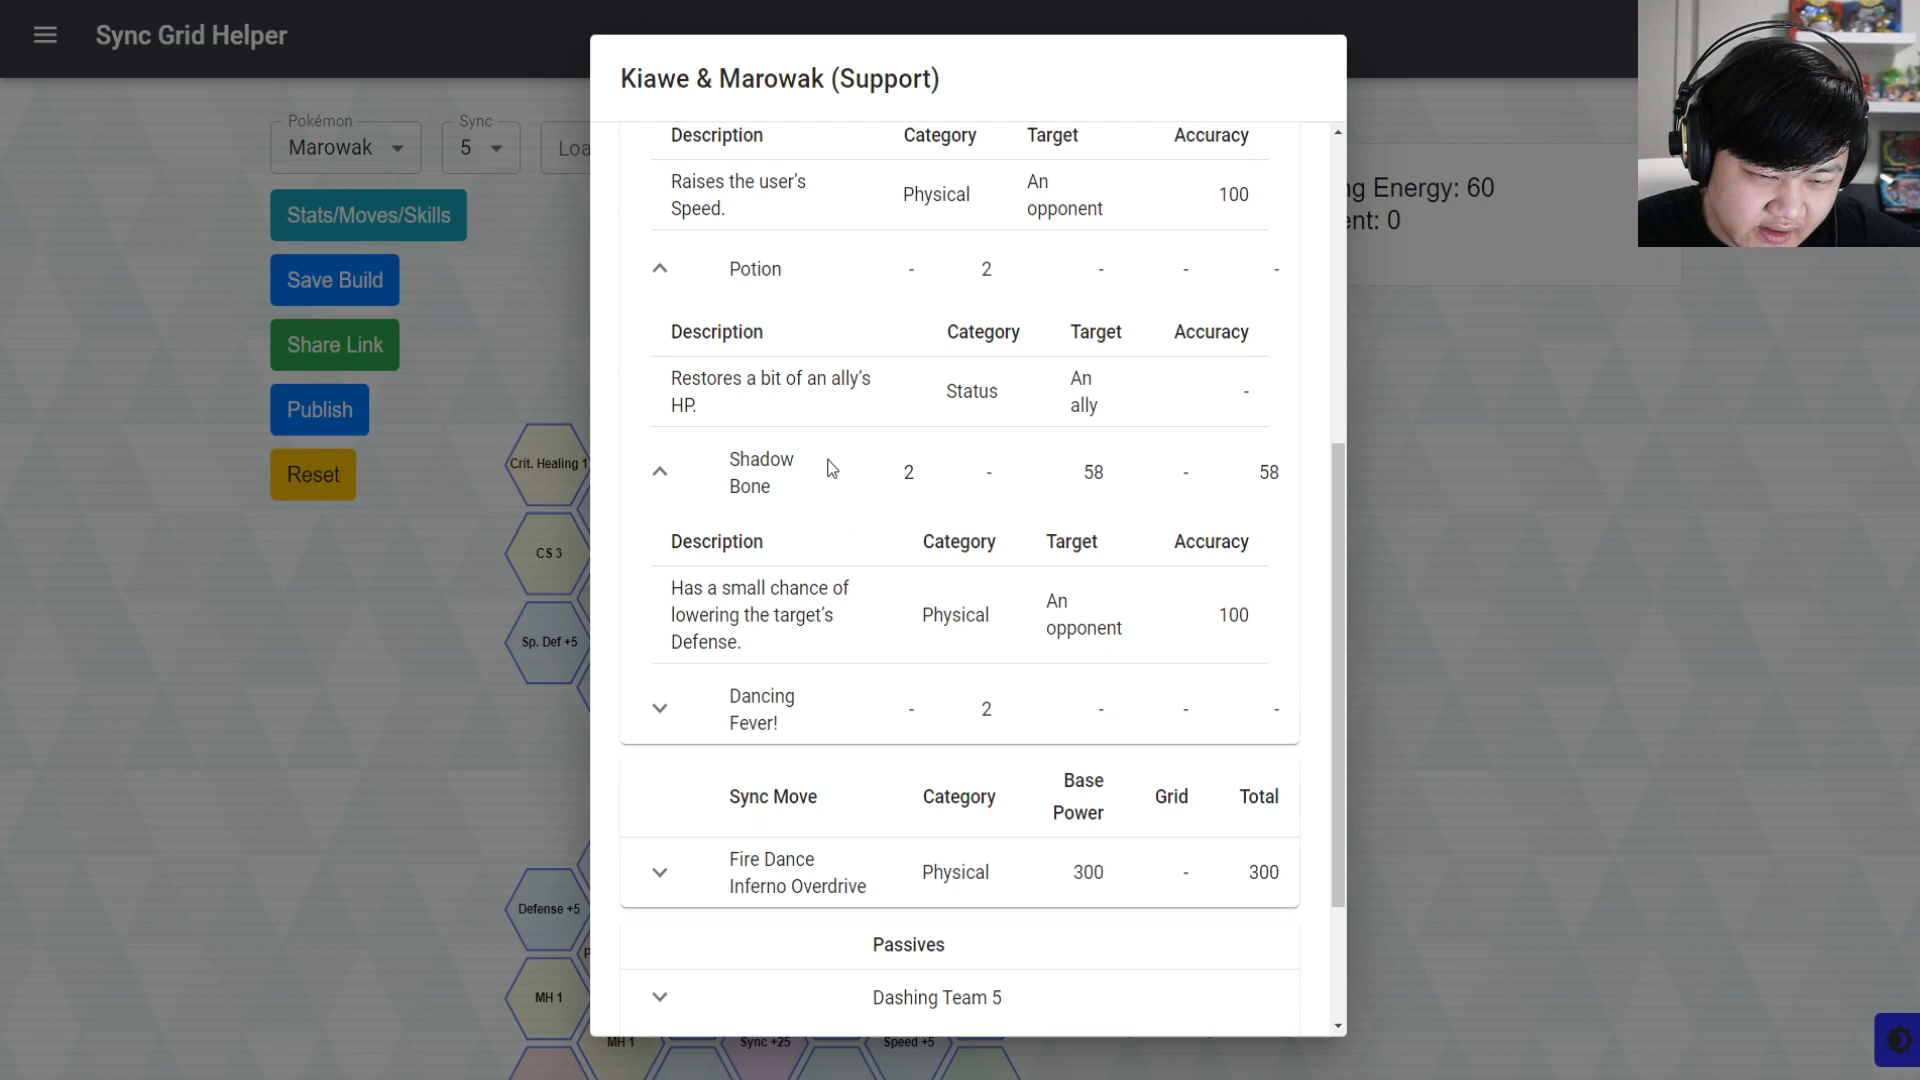 Sync Grid Helper
Pokémon
Marowak
Sync
5
Loa
Stats/Moves/Skills
Save Build
Share Link
Publish
Reset
Crit. Healing 1
CS 3
Sp. Def +5
Defense +5
MH 1
MH 1
Sync +25
Speed +5
Kiawe & Marowak (Support)
Description Category Target Accuracy
Raises the user's
Speed.
Physical
An
opponent
100
Potion - 2 - - -
Description Category Target Accuracy
Restores a bit of an ally's
HP.
Status
An
ally
-
Shadow
Bone
2 - 58 - 58
Description Category Target Accuracy
Has a small chance of
lowering the target's
Defense.
Physical
An
opponent
100
Dancing
Fever!
- 2 - - -
Sync Move Category
Base
Power
Grid Total
Fire Dance
Inferno Overdrive
Physical 300 - 300
Passives
Dashing Team 5
ng Energy: 60
ent: 0